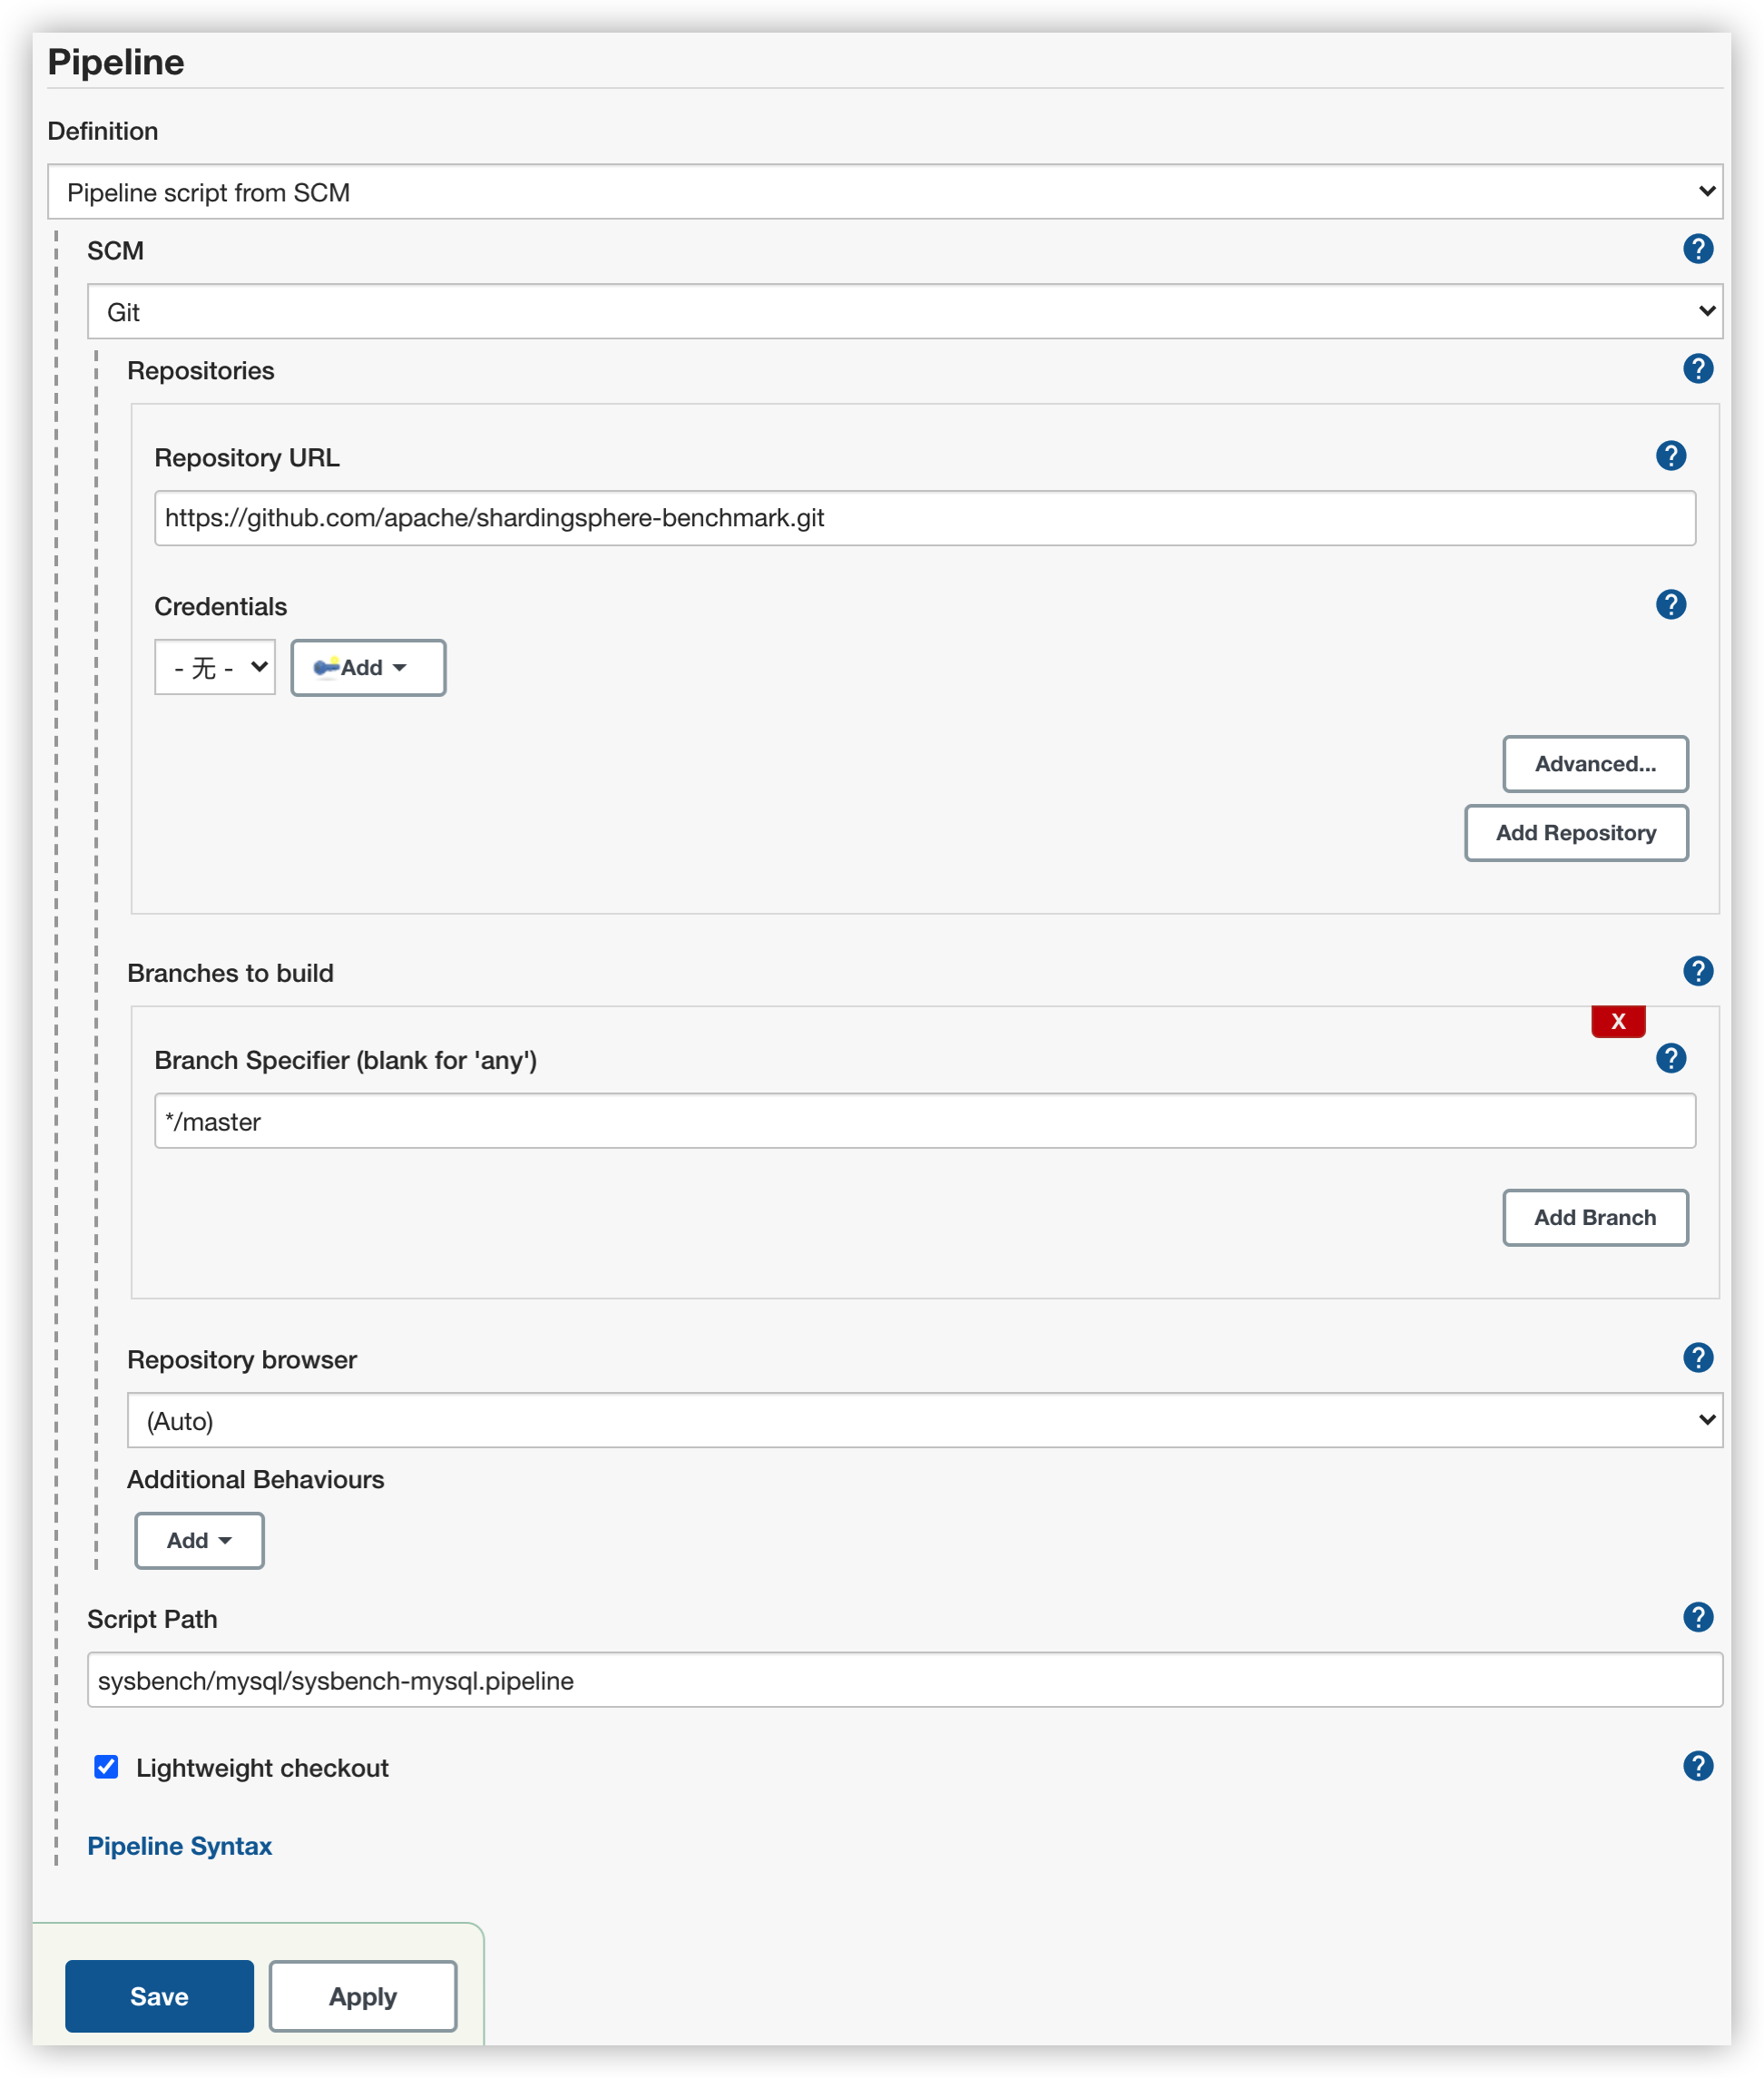 Pipeline
Definition
Pipeline script from SCM
SCM
?
Git
Repositories
?
Repository URL
?
https://github.com/apache/shardingsphere-benchmark.git
Credentials
?
- 无 -
Add
Advanced...
Add Repository
Branches to build
?
X
Branch Specifier (blank for 'any')
?
*/master
Add Branch
Repository browser
?
(Auto)
Additional Behaviours
Add
Script Path
?
sysbench/mysql/sysbench-mysql.pipeline
Lightweight checkout
?
Pipeline Syntax
Save
Apply